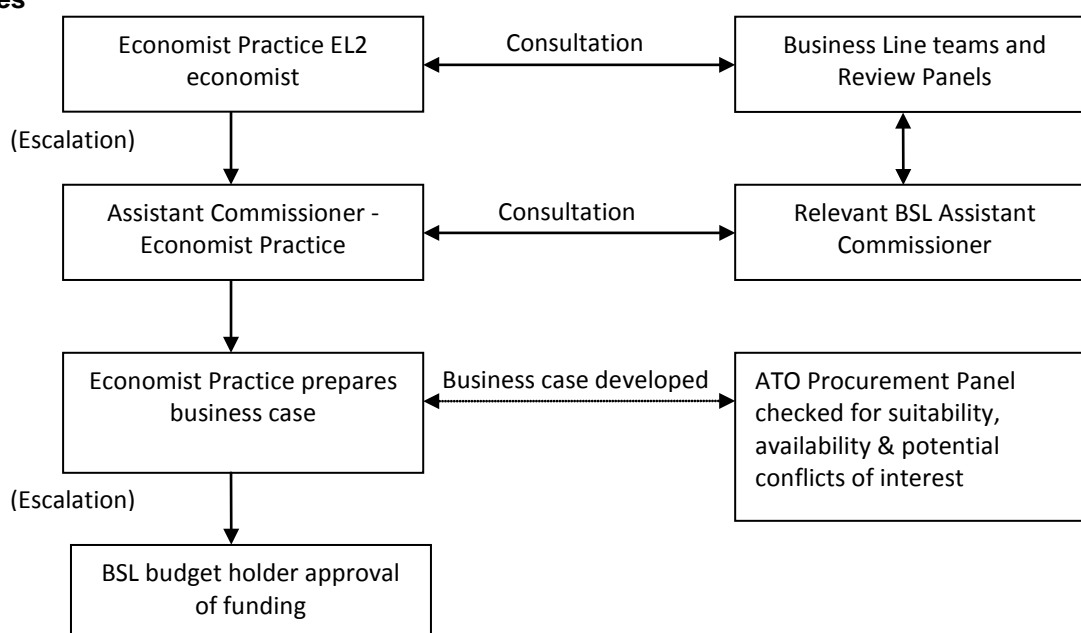 es
Economist Practice EL2
economist
Consultation
Business Line teams and
Review Panels
(Escalation)
Assistant Commissioner -
Economist Practice
Consultation
Relevant BSL Assistant
Commissioner
Economist Practice prepares
business case
Business case developed
ATO Procurement Panel
checked for suitability,
availability & potential
conflicts of interest
(Escalation)
BSL budget holder approval
of funding